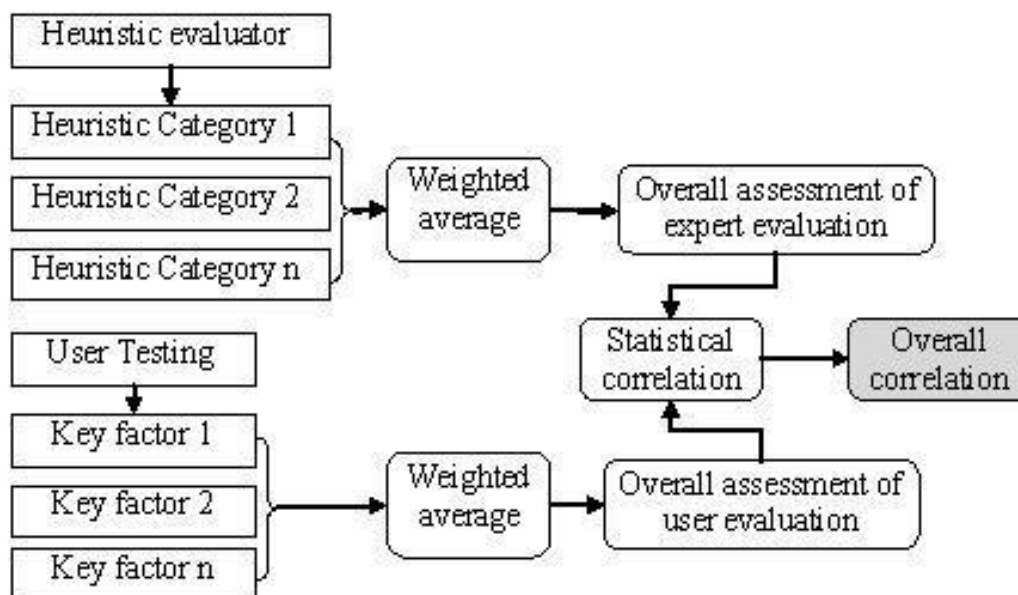 Heuristic evaluator
Heuristic Category 1
Heuristic Category 2
Heuristic Category n
Weighted
average
Overall assessment of
expert evaluation
User Testing
Key factor 1
Key factor 2
Key factor n
Weighted
average
Overall assessment of
user evaluation
Statistical
correlation
Overall
correlation